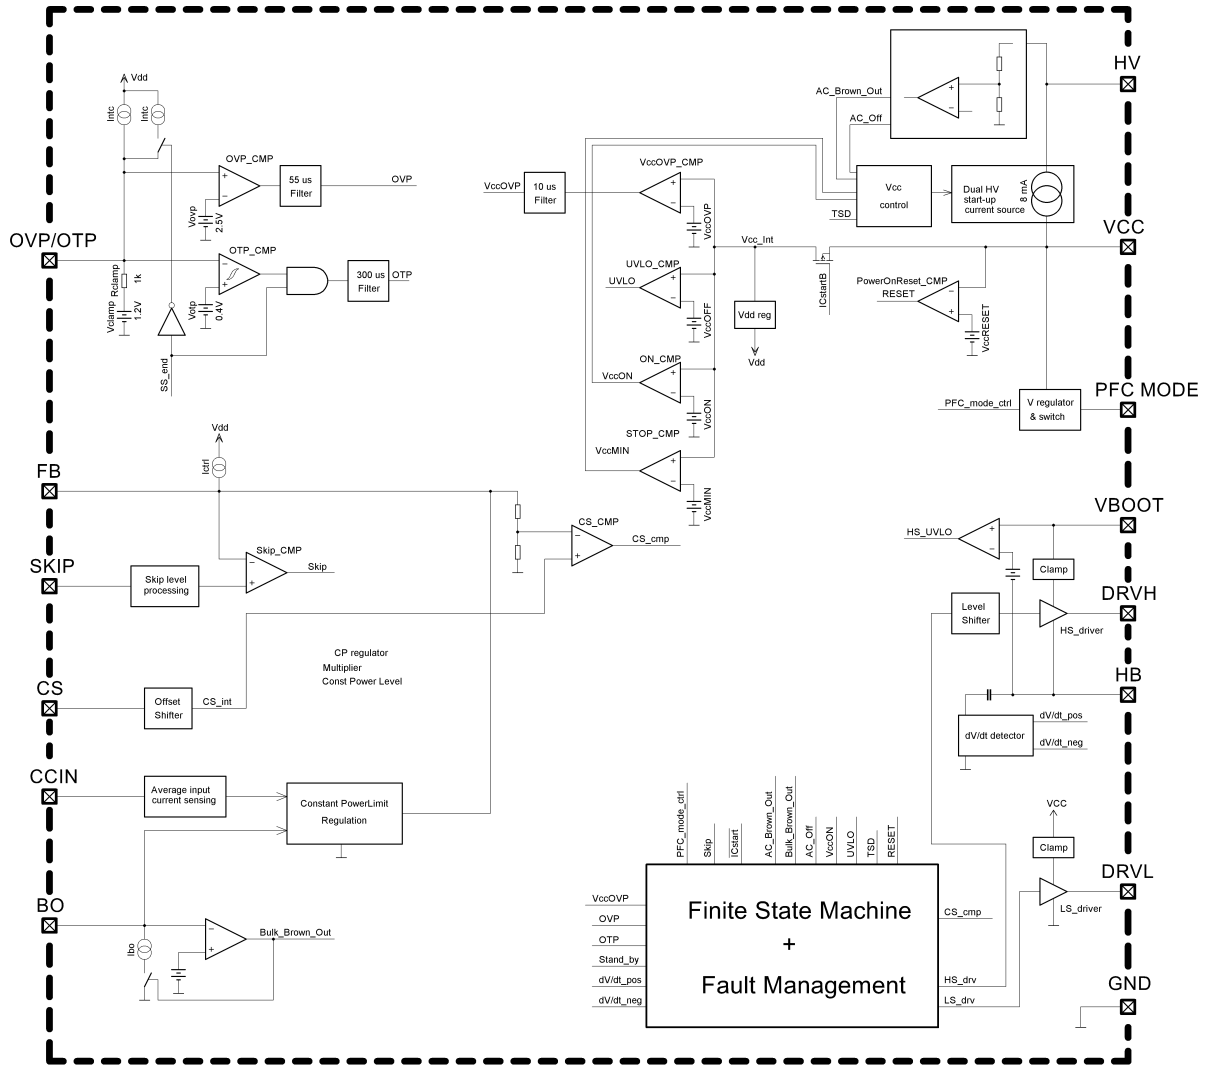 HV
AC_Brown_Out
AC_Off
Vdd
Intc
Intc
OVP_CMP
55 us
Filter
OVP
Vovp
2.5V
VccOVP
10 us
Filter
VccOVP_CMP
VccOVP
Vcc
control
TSD
Dual HV
start-up
current source
8 mA
VCC
OVP/OTP
Rclamp
1k
Vclamp
1.2V
OTP_CMP
Votp
0.4V
300 us
Filter
OTP
SS_end
UVLO_CMP
UVLO
VccOFF
Vcc_Int
Vdd reg
Vdd
ICstartB
PowerOnReset_CMP
RESET
VccRESET
ON_CMP
VccON
VccON
PFC MODE
PFC_mode_ctrl
V regulator
& switch
STOP_CMP
VccMIN
VccMIN
Vdd
Ictrl
FB
CS_CMP
CS_cmp
VBOOT
HS_UVLO
Clamp
SKIP
Skip level
processing
Skip_CMP
Skip
DRVH
Level
Shifter
HS_driver
CP regulator
Multiplier
Const Power Level
CS
Offset
Shifter
CS_int
HB
dV/dt detector
dV/dt_pos
dV/dt_neg
CCIN
Average input
current sensing
Constant PowerLimit
Regulation
VCC
Clamp
DRVL
LS_driver
BO
Ibo
Bulk_Brown_Out
PFC_mode_ctrl
Skip
ICstart
AC_Brown_Out
Bulk_Brown_Out
AC_Off
VccON
UVLO
TSD
RESET
VccOVP
OVP
OTP
Stand_by
dV/dt_pos
dV/dt_neg
Finite State Machine
+
Fault Management
CS_cmp
HS_drv
LS_drv
GND